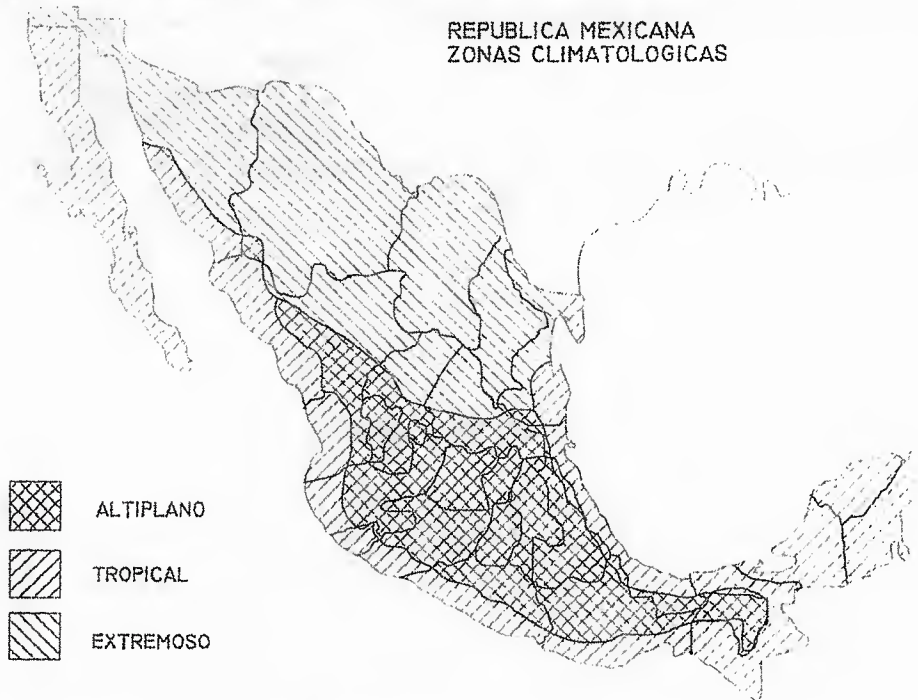 REPUBLICA MEXICANA
ZONAS CLIMATOLOGICAS
ALTIPLANO
TROPICAL
EXTREMOSO